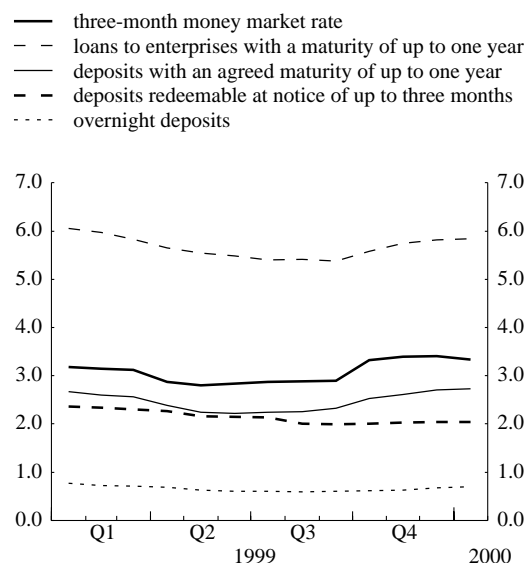 three-month money market rate
loans to enterprises with a maturity of up to one year
deposits with an agreed maturity of up to one year
deposits redeemable at notice of up to three months
overnight deposits
7.0 7.0
6.0 6.0
5.0 5.0
4.0 4.0
3.0 3.0
2.0 2.0
1.0 1.0
0.0 0.0
Q1 Q2 Q3 Q4
1999 2000